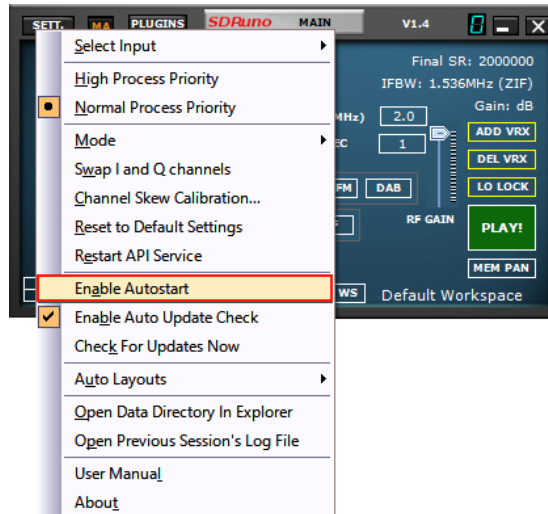 SETT. MA PLUGINS SDRuno MAIN V1.4 0
Select Input
High Process Priority
Normal Process Priority
Mode
Swap I and Q channels
Channel Skew Calibration...
Reset to Default Settings
Restart API Service
Enable Autostart
Enable Auto Update Check
Check For Updates Now
Auto Layouts
Open Data Directory In Explorer
Open Previous Session's Log File
User Manual
About
Final SR: 2000000
IFBW: 1.536MHz (ZIF)
Gain: dB
MHz) 2.0
EC 1
ADD VRX
DEL VRX
FM DAB
LO LOCK
RF GAIN
PLAY!
MEM PAN
WS Default Workspace